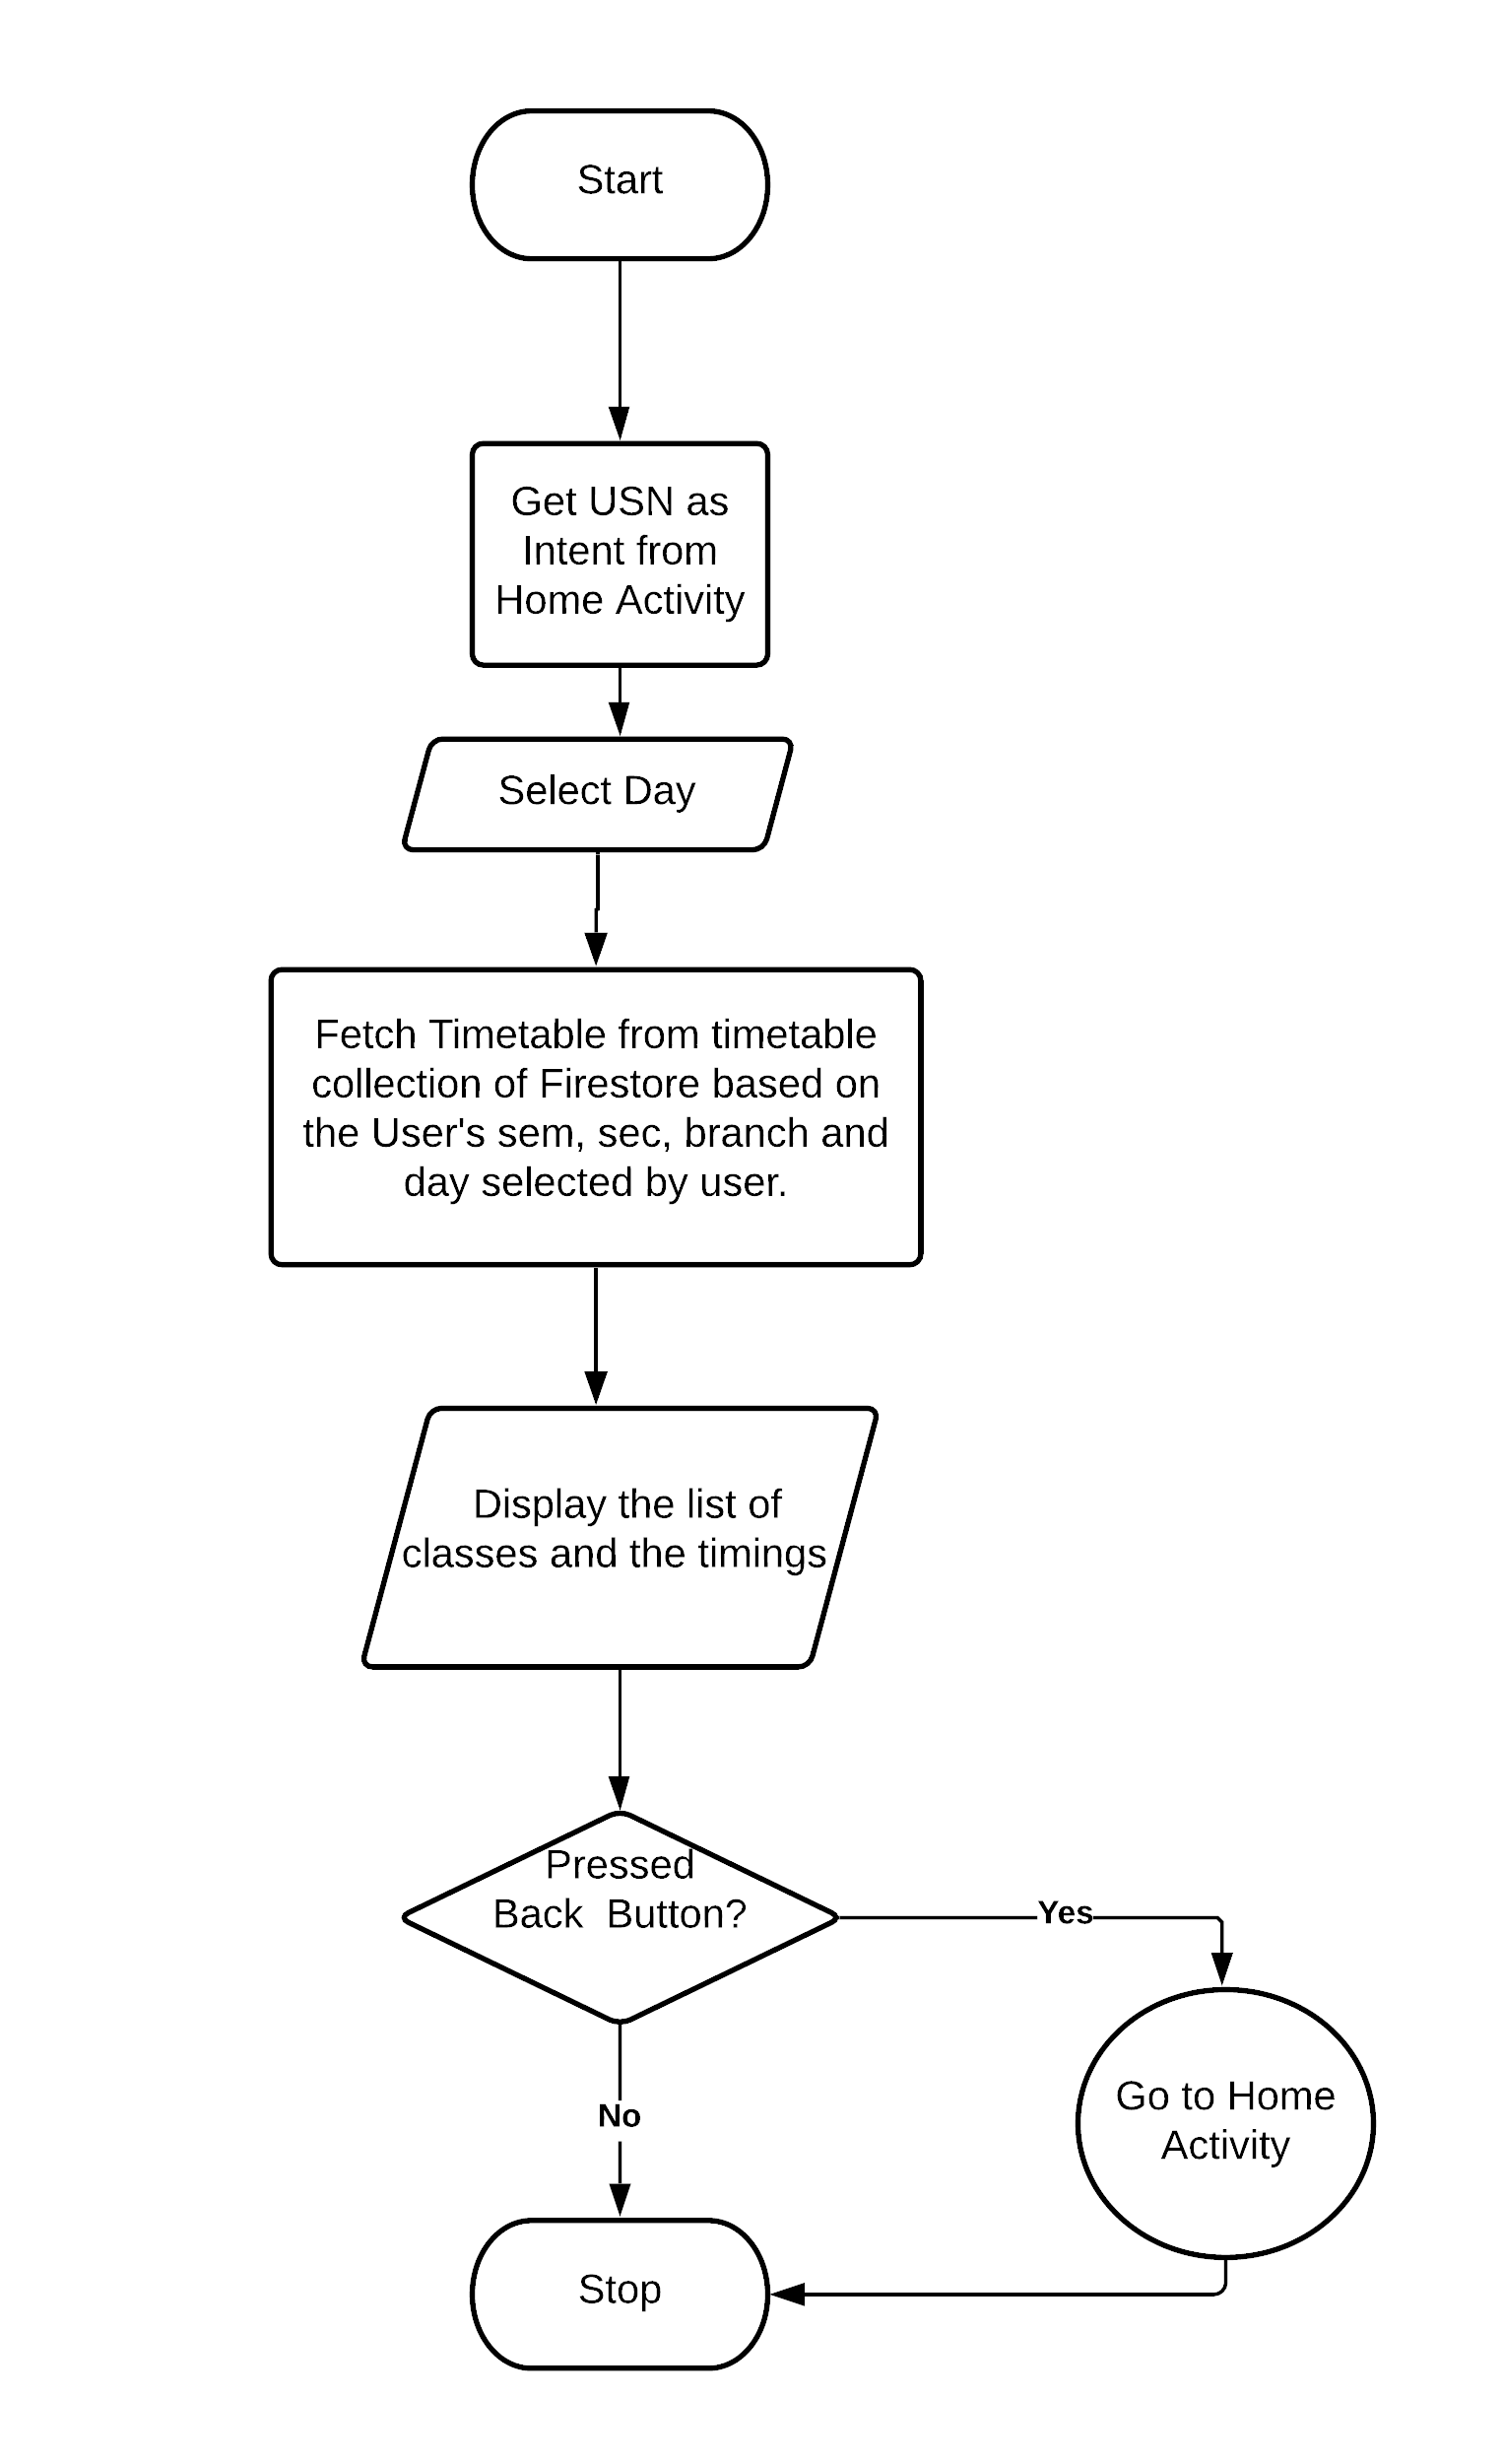 Start
Get USN as
Intent from
Home Activity
Select Day
Fetch Timetable from timetable
collection of Firestore based on
the User's sem, sec, branch and
day selected by user.
Display the list of
classes and the timings
Pressed
Back  Button?
Yes
Go to Home
Activity
No
Stop